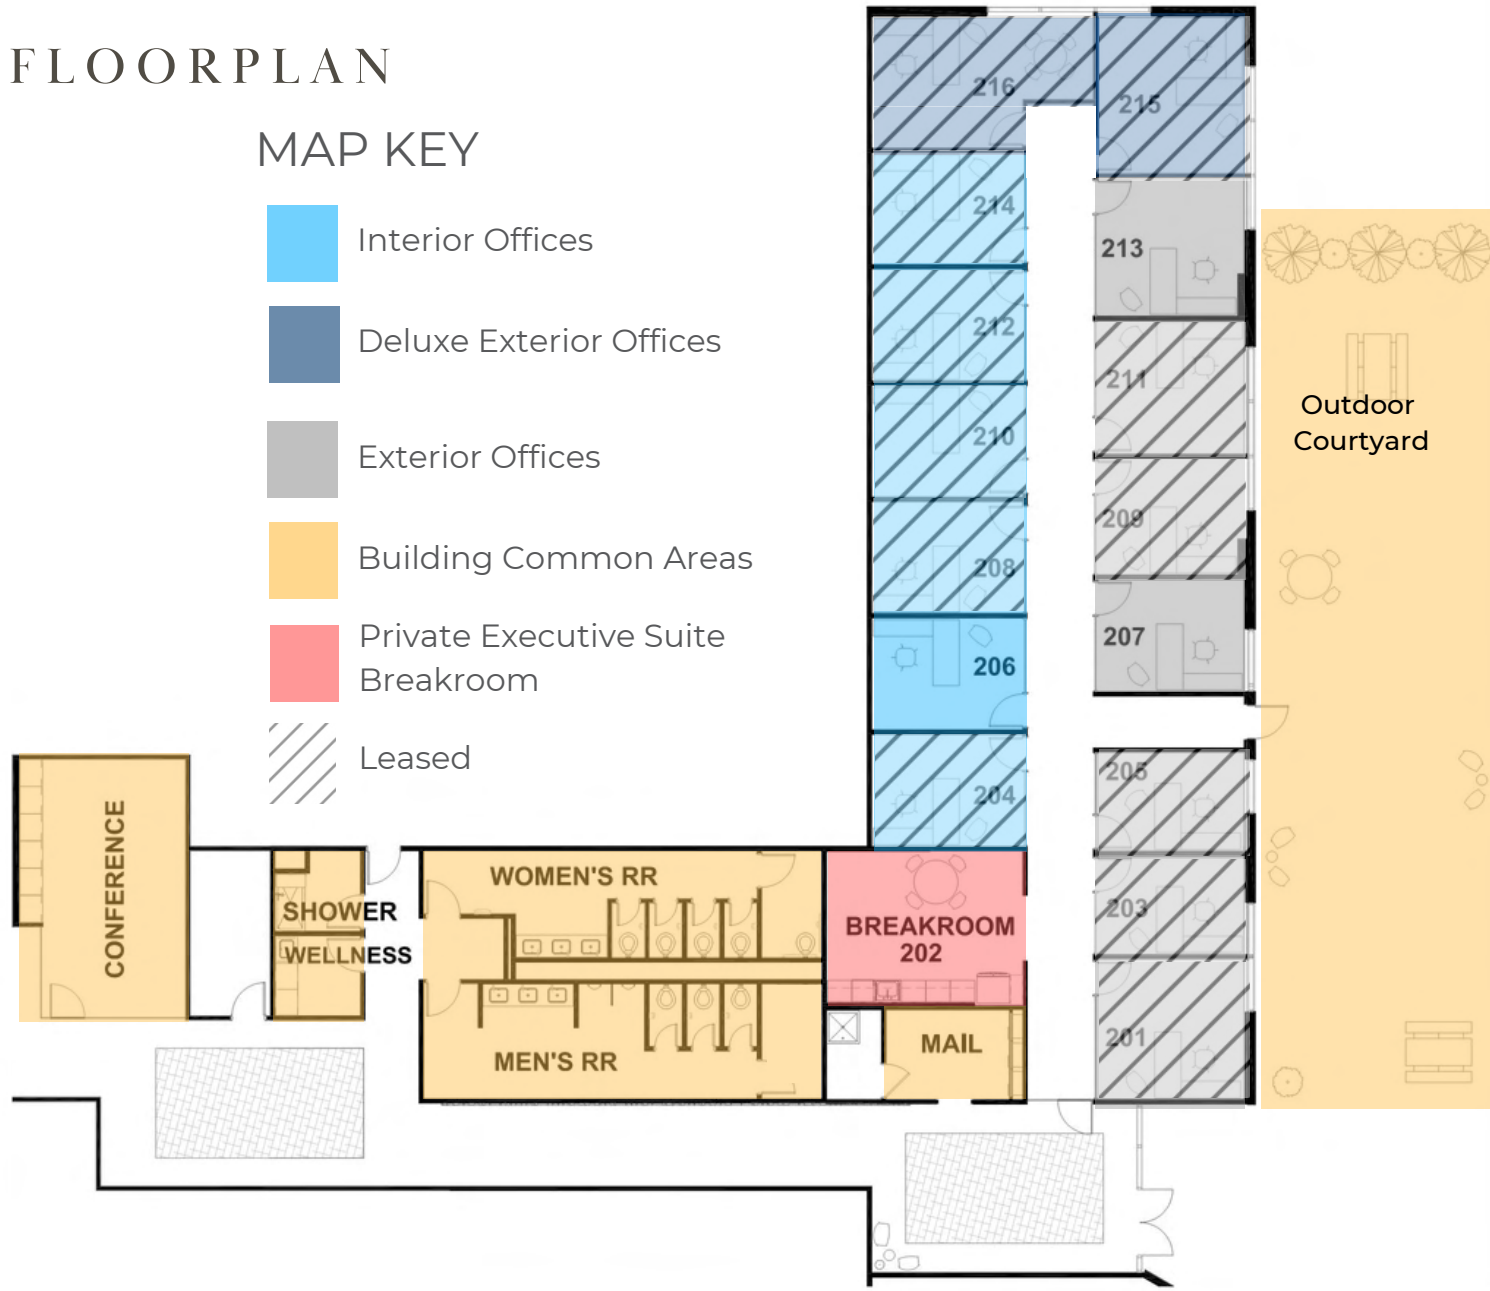 FLOORPLAN
MAP KEY
Interior Offices
Deluxe Exterior Offices
Exterior Offices
Building Common Areas
Private Executive Suite
Breakroom
Leased
216
215
214
213
212
211
210
209
208
207
206
205
204
203
201
Outdoor
Courtyard
CONFERENCE
SHOWER
WELLNESS
WOMEN'S RR
MEN'S RR
BREAKROOM
202
MAIL